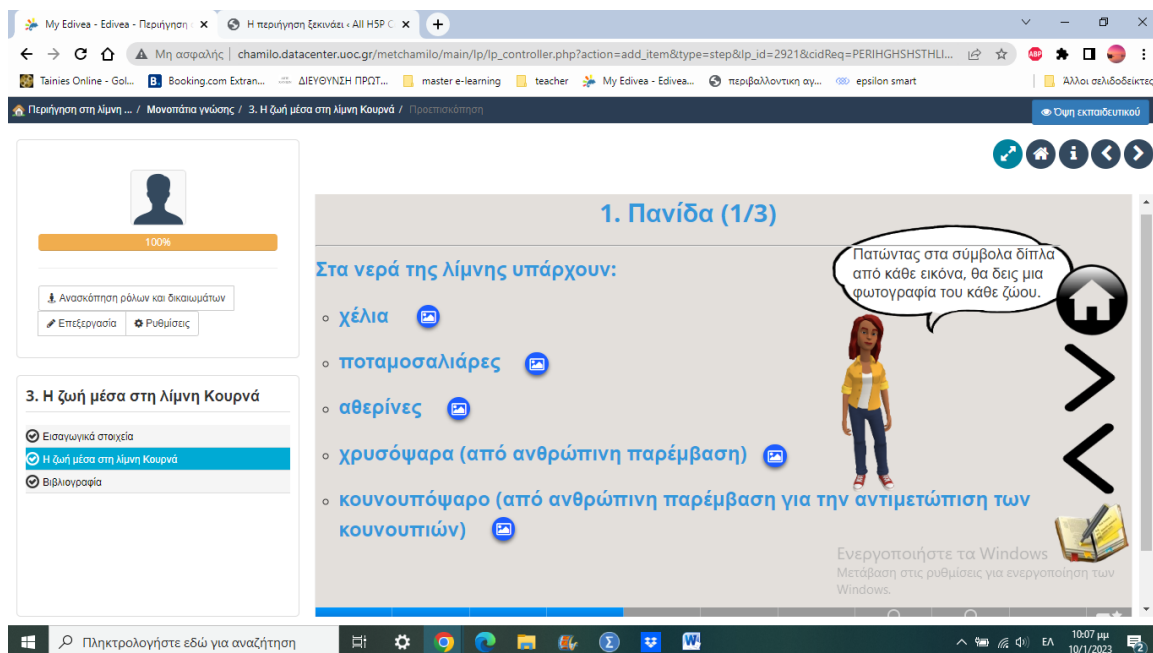 My Edivea - Edivea - Περιήγηση
Η περιήγηση ξεκινάει ‹ All H5P C
Μη ασφαλής | chamilo.datacenter.uoc.gr/metchamilo/main/lp/lp_controller.php?action=add_item&type=step&lp_id=2921&cidReq=PERIHGHSHSTHLI...
ABP
Tainies Online - Gol... B. Booking.com Extran... ΔΙΕΥΘΥΝΣΗ ΠΡΩΤ... master e-learning teacher My Edivea - Edivea... περιβαλλοντικη αγ... epsilon smart Άλλοι σελιδοδείκτες
Περιήγηση στη λίμνη ... / Μονοπάτια γνώσης / 3. Η ζωή μέσα στη λίμνη Κουρνά / Προεπισκόπηση
Όψη εκπαιδευτικού
100%
Ανασκόπηση ρόλων και δικαιωμάτων
Επεξεργασία Ρυθμίσεις
3. Η ζωή μέσα στη λίμνη Κουρνά
Εισαγωγικά στοιχεία
Η ζωή μέσα στη λίμνη Κουρνά
Βιβλιογραφία
1. Πανίδα (1/3)
Στα νερά της λίμνης υπάρχουν:
χέλια
ποταμοσαλιάρες
αθερίνες
χρυσόψαρα (από ανθρώπινη παρέμβαση)
κουνουπόψαρο (από ανθρώπινη παρέμβαση για την αντιμετώπιση των
κουνουπιών)
Πατώντας στα σύμβολα δίπλα
από κάθε εικόνα, θα δεις μια
φωτογραφία του κάθε ζώου.
Ενεργοποιήστε τα Windows
Μετάβαση στις ρυθμίσεις για ενεργοποίηση των
Windows.
Πληκτρολογήστε εδώ για αναζήτηση
ΕΛ
10:07 μμ
10/1/2023
2